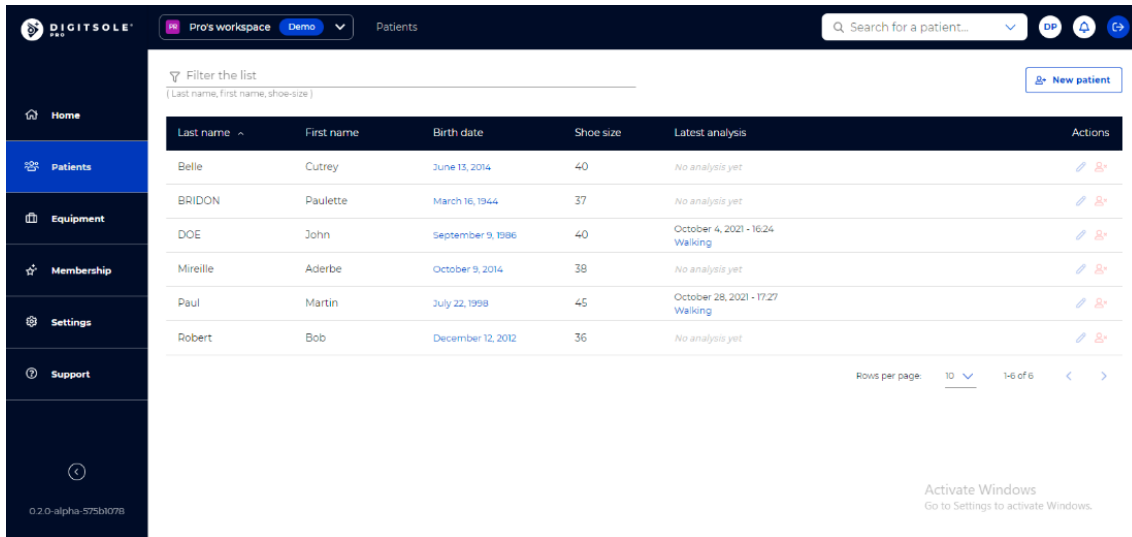 DIGITSOLE®
PRO
PR Pro's workspace Demo
Patients
Search for a patient...
DP
Filter the list
( Last name, first name, shoe-size )
New patient
Home
Patients
Equipment
Membership
Settings
Support
0.2.0-alpha-575b1078
Last name First name Birth date Shoe size Latest analysis Actions
Belle Cutrey June 13, 2014 40 No analysis yet
BRIDON Paulette March 16, 1944 37 No analysis yet
DOE John September 9, 1986 40 October 4, 2021 - 16:24
Walking
Mireille Aderbe October 9, 2014 38 No analysis yet
Paul Martin July 22, 1998 45 October 28, 2021 - 17:27
Walking
Robert Bob December 12, 2012 36 No analysis yet
Rows per page: 10 1-6 of 6
Activate Windows
Go to Settings to activate Windows.